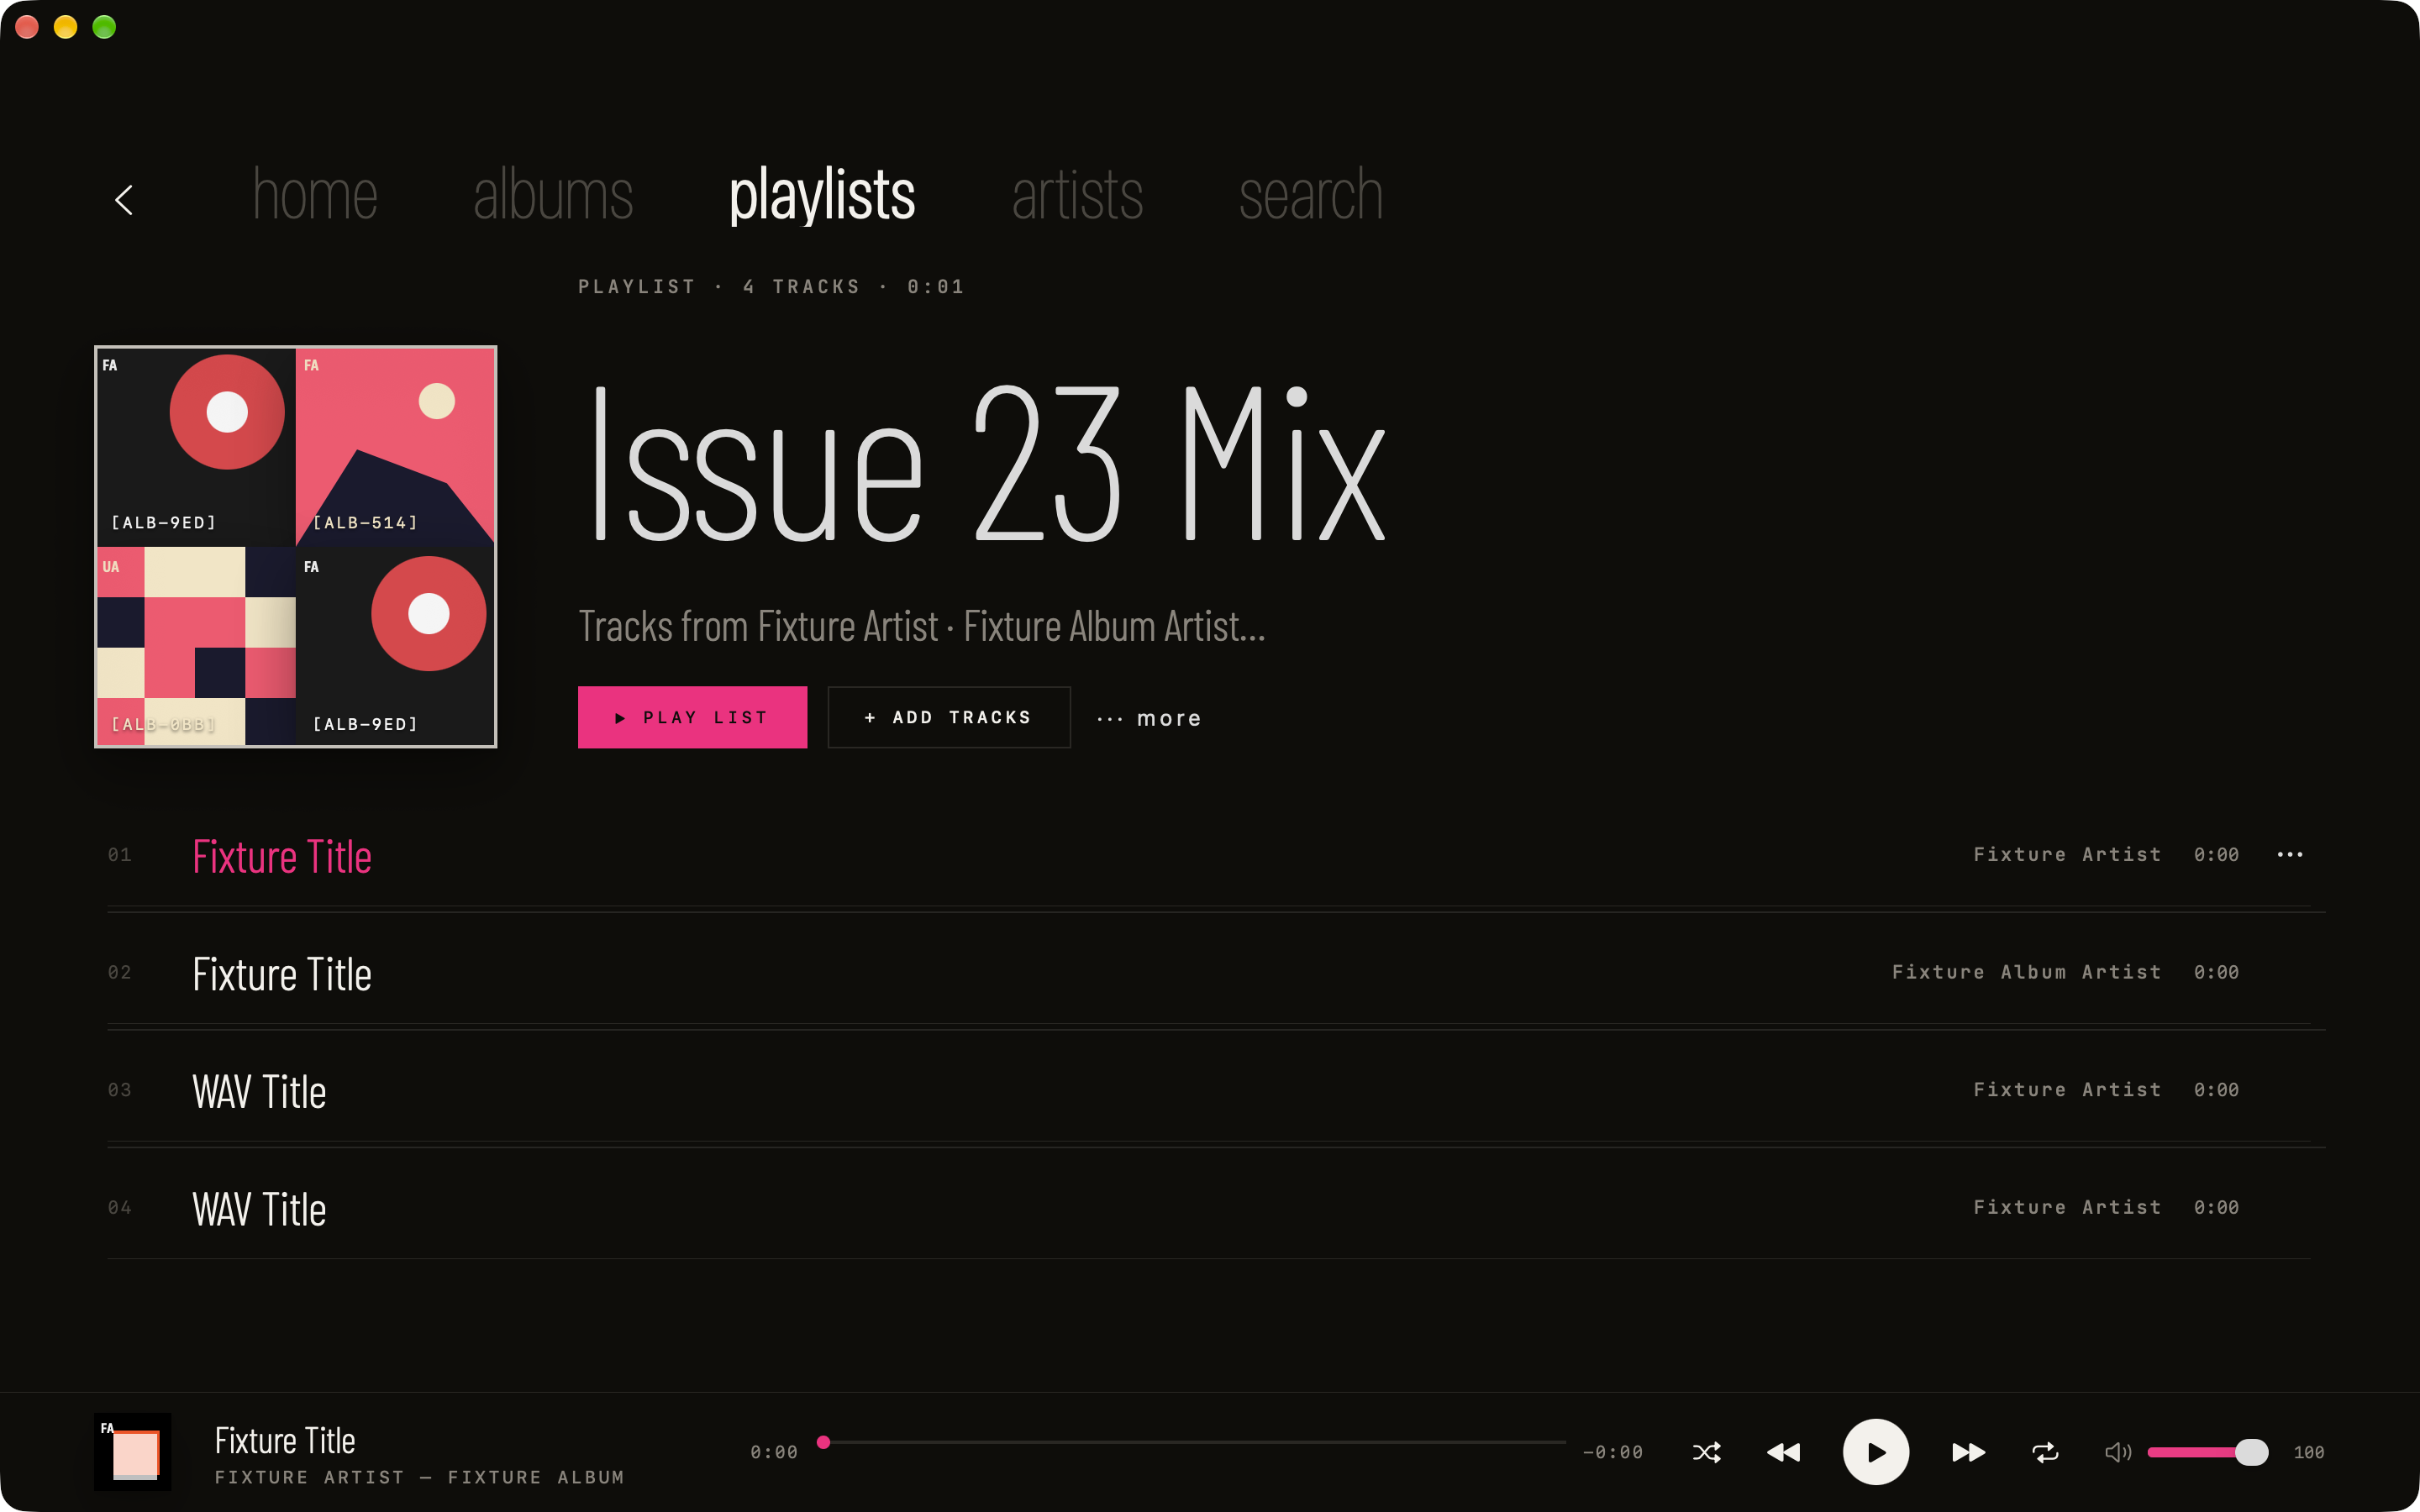 home albums playlists artists search
PLAYLIST · 4 TRACKS · 0:01
FA
FA
[ALB—9ED]
[ALB—514]
UA
FA
[ALB—0BB]
[ALB—9ED]
Issue 23 Mix
Tracks from Fixture Artist · Fixture Album Artist...
PLAY LIST
+ ADD TRACKS
··· more
01 Fixture Title Fixture Artist 0:00 •••
02 Fixture Title Fixture Album Artist 0:00
03 WAV Title Fixture Artist 0:00
04 WAV Title Fixture Artist 0:00
FA
Fixture Title
FIXTURE ARTIST — FIXTURE ALBUM
0:00
−0:00
100